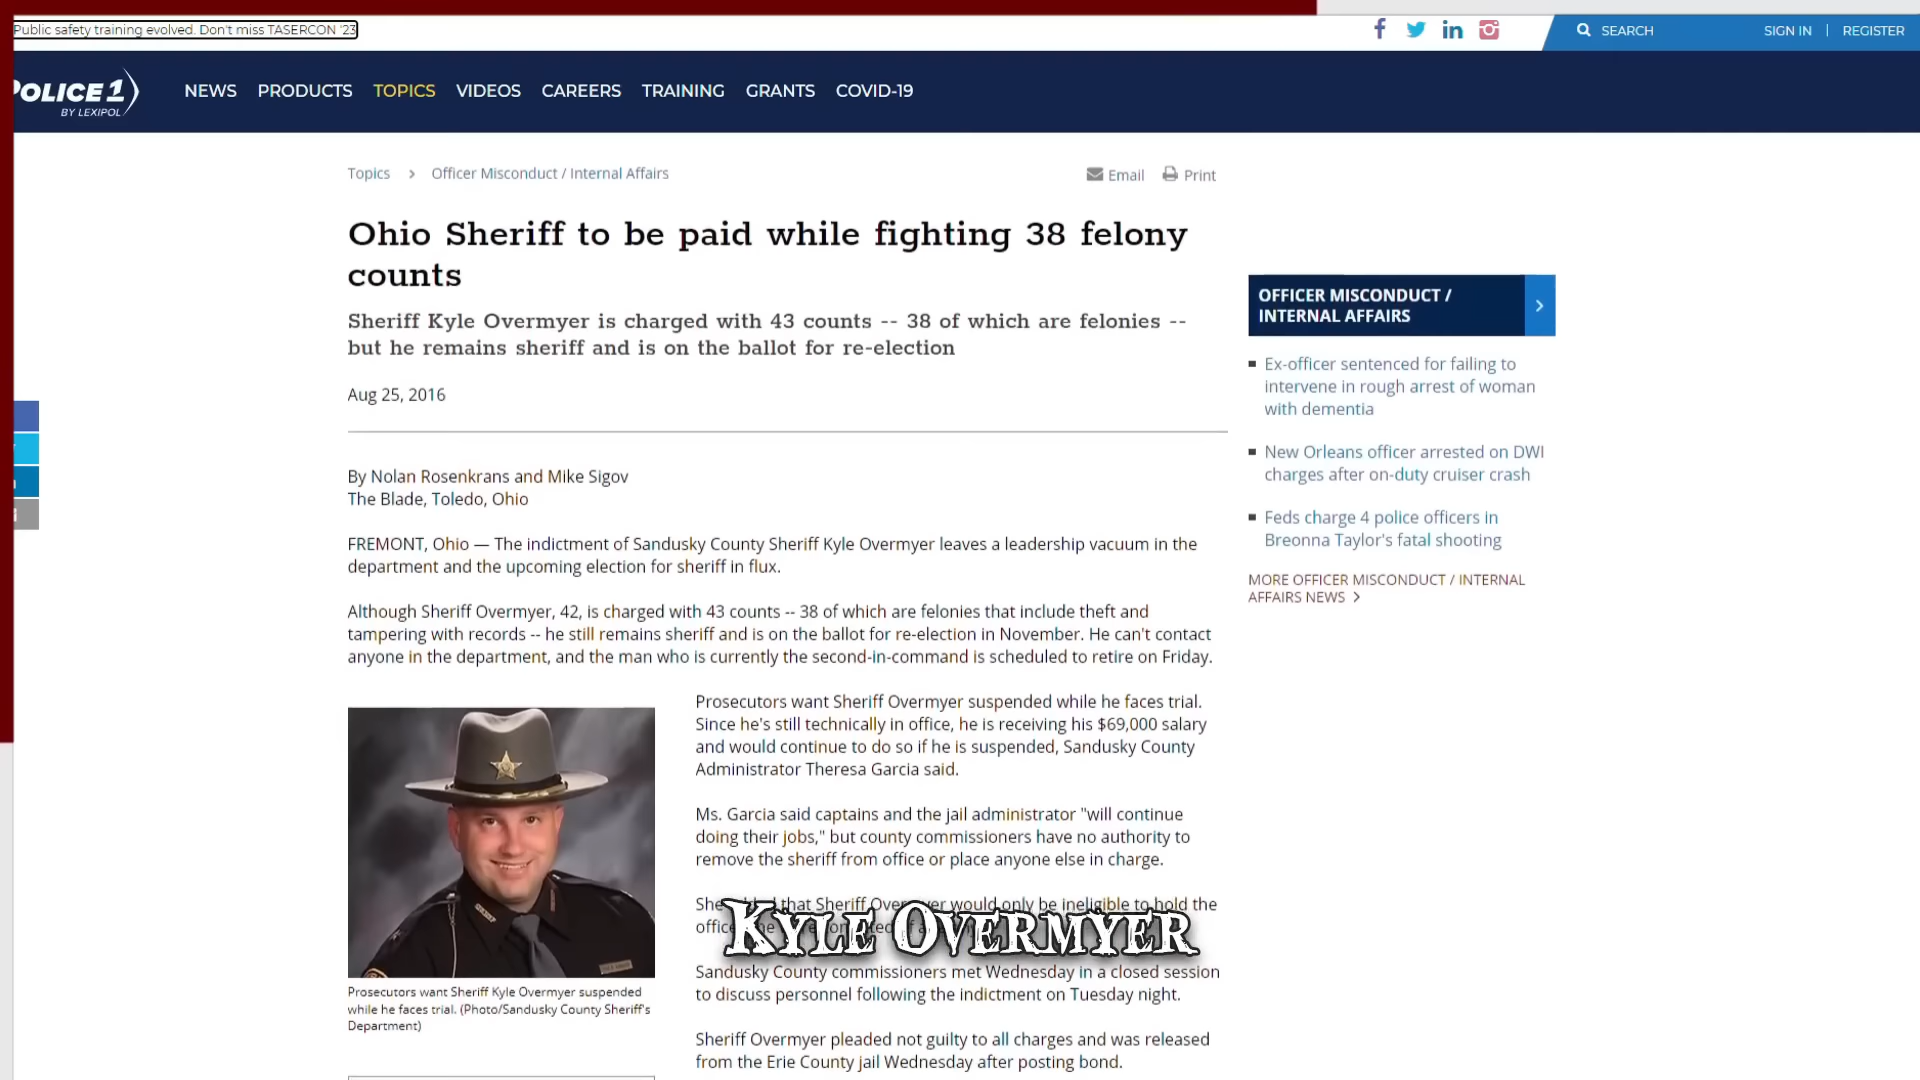 Public safety training evolved. Don't miss TASERCON '23
SEARCH
SIGN IN
REGISTER
POLICE1
BY LEXIPOL
NEWS PRODUCTS TOPICS VIDEOS CAREERS TRAINING GRANTS COVID-19
Topics > Officer Misconduct / Internal Affairs
Email Print
Ohio Sheriff to be paid while fighting 38 felony
counts
Sheriff Kyle Overmyer is charged with 43 counts -- 38 of which are felonies --
but he remains sheriff and is on the ballot for re-election
Aug 25, 2016
By Nolan Rosenkrans and Mike Sigov
The Blade, Toledo, Ohio
FREMONT, Ohio — The indictment of Sandusky County Sheriff Kyle Overmyer leaves a leadership vacuum in the
department and the upcoming election for sheriff in flux.
Although Sheriff Overmyer, 42, is charged with 43 counts -- 38 of which are felonies that include theft and
tampering with records -- he still remains sheriff and is on the ballot for re-election in November. He can't contact
anyone in the department, and the man who is currently the second-in-command is scheduled to retire on Friday.
Prosecutors want Sheriff Kyle Overmyer suspended
while he faces trial. (Photo/Sandusky County Sheriff's
Department)
Prosecutors want Sheriff Overmyer suspended while he faces trial.
Since he's still technically in office, he is receiving his $69,000 salary
and would continue to do so if he is suspended, Sandusky County
Administrator Theresa Garcia said.
Ms. Garcia said captains and the jail administrator "will continue
doing their jobs," but county commissioners have no authority to
remove the sheriff from office or place anyone else in charge.
She that Sheriff Overmyer would only be ineligible to hold the
Kyle Overmyer
Sandusky County commissioners met Wednesday in a closed session
to discuss personnel following the indictment on Tuesday night.
Sheriff Overmyer pleaded not guilty to all charges and was released
from the Erie County jail Wednesday after posting bond.
OFFICER MISCONDUCT /
INTERNAL AFFAIRS
Ex-officer sentenced for failing to
intervene in rough arrest of woman
with dementia
New Orleans officer arrested on DWI
charges after on-duty cruiser crash
Feds charge 4 police officers in
Breonna Taylor's fatal shooting
MORE OFFICER MISCONDUCT / INTERNAL
AFFAIRS NEWS >